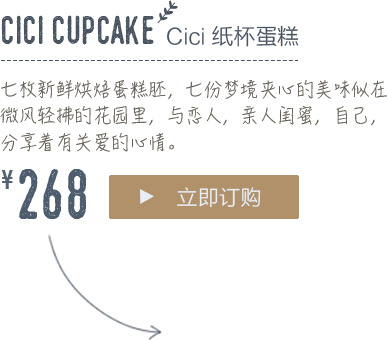 CICI CUPCAKE Cici 纸杯蛋糕
七枚新鲜烘焙蛋糕胚，七份梦境夹心的美味似在
微风轻拂的花园里，与恋人，亲人闺蜜，自己，
分享着有关爱的心情。
¥268 立即订购